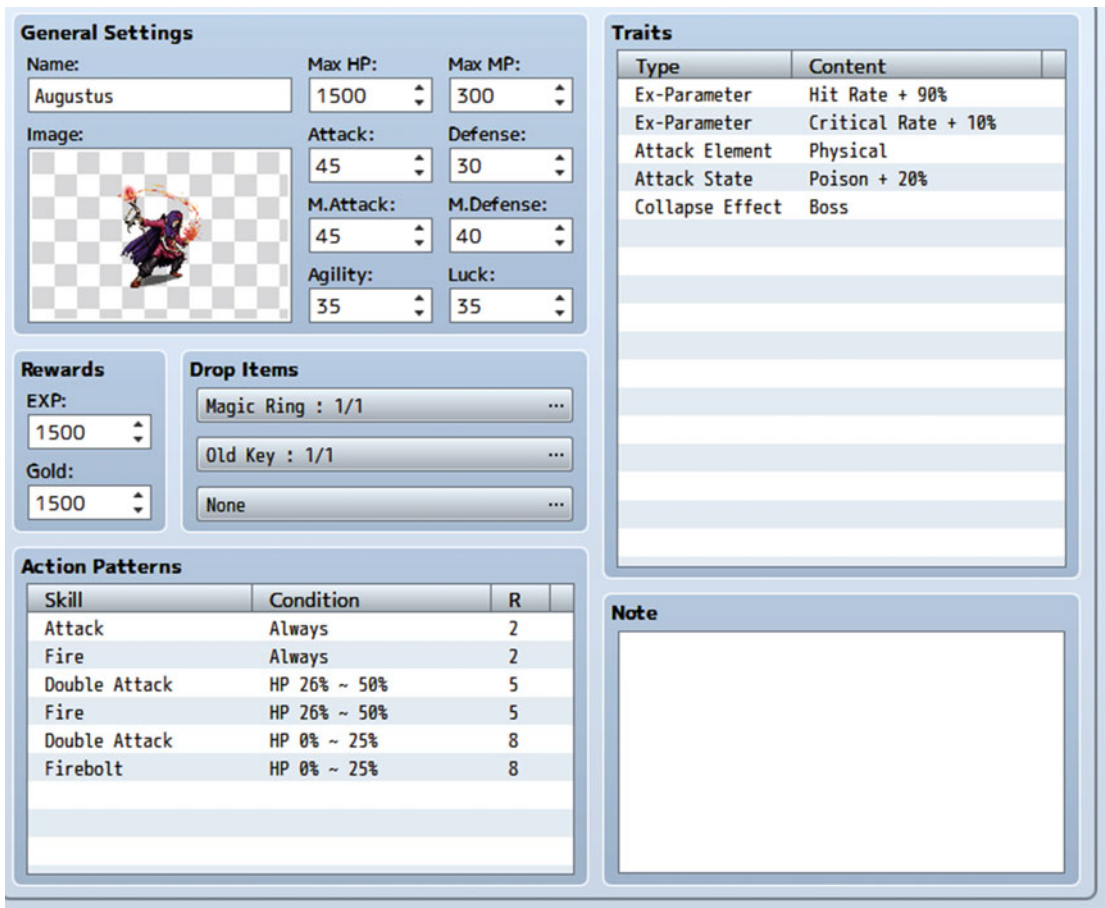 General Settings
Name:
Augustus
Max HP:
1500
Max MP:
300
Image:
Attack:
45
Defense:
30
M.Attack:
45
M.Defense:
40
Agility:
35
Luck:
35
Rewards
EXP:
1500
Gold:
1500
Drop Items
Magic Ring : 1/1 ...
Old Key : 1/1 ...
None ...
Action Patterns
Skill Condition R
Attack Always 2
Fire Always 2
Double Attack HP 26% ~ 50% 5
Fire HP 26% ~ 50% 5
Double Attack HP 0% ~ 25% 8
Firebolt HP 0% ~ 25% 8
Traits
Type Content
Ex-Parameter Hit Rate + 90%
Ex-Parameter Critical Rate + 10%
Attack Element Physical
Attack State Poison + 20%
Collapse Effect Boss
Note